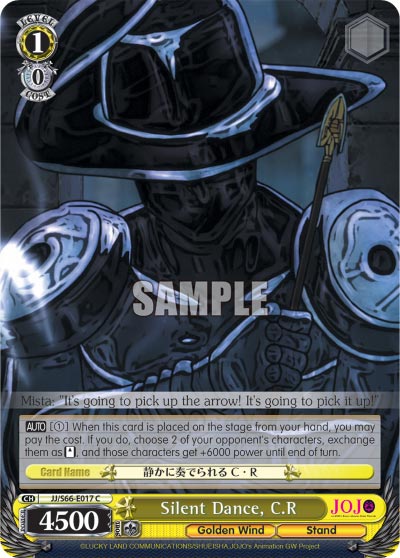 LEVEL
1
0
COST
SAMPLE
Mista: "It's going to pick up the arrow! It's going to pick it up!"
AUTO [①] When this card is placed on the stage from your hand, you may
pay the cost. If you do, choose 2 of your opponent's characters, exchange
them as , and those characters get +6000 power until end of turn.
Card Name 静かに奏でられる C・R
CH JJ/S66-E017 C
POWER 4500 SOUL
Silent Dance, C.R
JOJO
Golden Wind Stand
©LUCKY LAND COMMUNICATIONS/SHUEISHA,JOJO's Animation GW Project